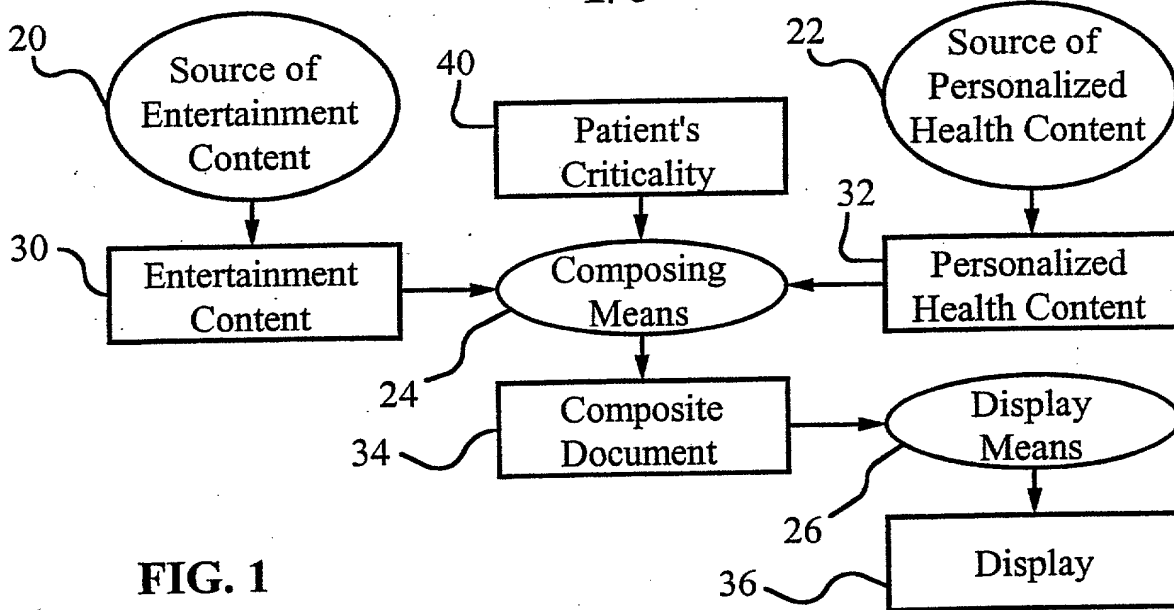 20
Source of
Entertainment
Content
40
Patient's
Criticality
22
Source of
Personalized
Health Content
30
Entertainment
Content
Composing
Means
32
Personalized
Health Content
24
34
Composite
Document
Display
Means
26
36
Display
FIG. 1